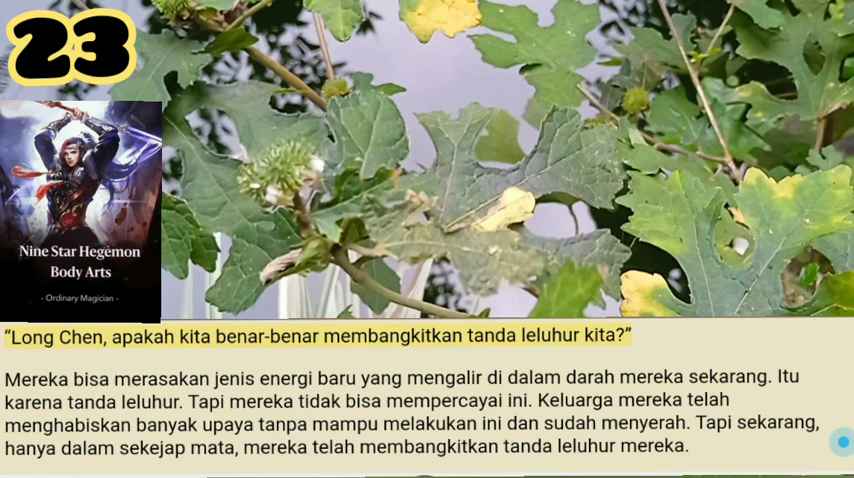 23
Nine Star Hegemon
Body Arts
- Ordinary Magician -
“Long Chen, apakah kita benar-benar membangkitkan tanda leluhur kita?”
Mereka bisa merasakan jenis energi baru yang mengalir di dalam darah mereka sekarang. Itu
karena tanda leluhur. Tapi mereka tidak bisa mempercayai ini. Keluarga mereka telah
menghabiskan banyak upaya tanpa mampu melakukan ini dan sudah menyerah. Tapi sekarang,
hanya dalam sekejap mata, mereka telah membangkitkan tanda leluhur mereka.